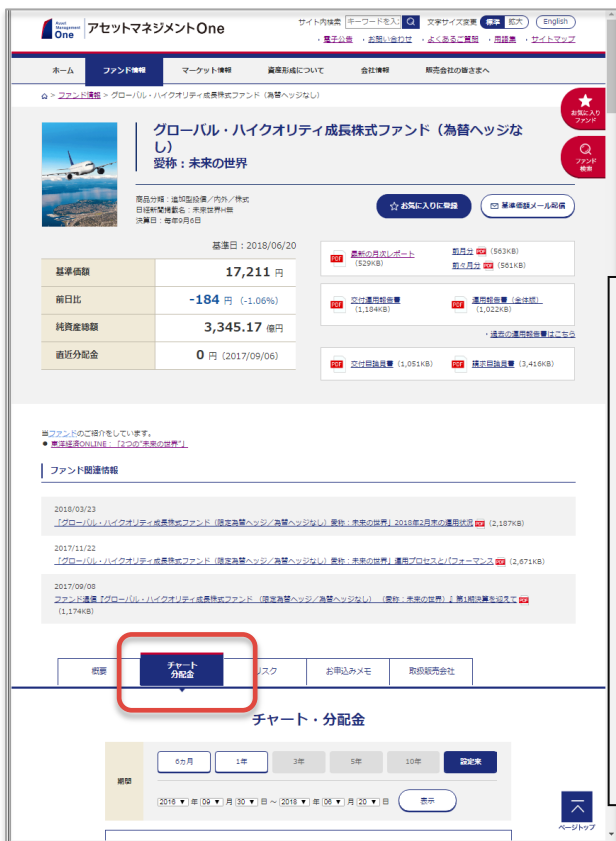 Asset Management One アセットマネジメントOne
サイト内検索 キーワードを入 文字サイズ変更 標準 拡大 English
・電子公告 ・お問い合わせ ・よくあるご質問 ・用語集 ・サイトマップ
ホーム ファンド情報 マーケット情報 資産形成について 会社情報 販売会社の皆さまへ
> ファンド情報 > グローバル・ハイクオリティ成長株式ファンド（為替ヘッジなし）
お気に入り
ファンド
ファンド
検索
グローバル・ハイクオリティ成長株式ファンド（為替ヘッジな
し）
愛称：未来の世界
商品分類：追加型投信／内外／株式
日経新聞掲載名：未来世界H無
決算日：毎年9月6日
☆お気に入りに登録 基準価額メール配信
基準日：2018/06/20
基準価額 17,211 円
前日比 -184 円 (-1.06%)
純資産総額 3,345.17 億円
直近分配金 0 円 (2017/09/06)
PDF 最新の月次レポート
(529KB)
前月分 PDF (563KB)
前々月分 PDF (561KB)
PDF 交付運用報告書
(1,184KB)
PDF 運用報告書（全体版）
(1,022KB)
・過去の運用報告書はこちら
PDF 交付目論見書 (1,051KB) PDF 請求目論見書 (3,416KB)
当ファンドのご紹介をしています。
● 東洋経済ONLINE：「2つの"未来の世界"」
ファンド関連情報
2018/03/23
「グローバル・ハイクオリティ成長株式ファンド（限定為替ヘッジ／為替ヘッジなし）愛称：未来の世界」2018年2月末の運用状況 PDF (2,187KB)
2017/11/22
「グローバル・ハイクオリティ成長株式ファンド（限定為替ヘッジ／為替ヘッジなし）愛称：未来の世界」運用プロセスとパフォーマンス PDF (2,671KB)
2017/09/08
ファンド通信『グローバル・ハイクオリティ成長株式ファンド （限定為替ヘッジ／為替ヘッジなし） （愛称：未来の世界）』第1期決算を迎えて PDF
(1,174KB)
概要 チャート
分配金 リスク お申込みメモ 取扱販売会社
チャート・分配金
期間
6ヵ月 1年 3年 5年 10年 設定来
2016 ▼ 年 09 ▼ 月 30 ▼ 日 ～ 2018 ▼ 年 06 ▼ 月 20 ▼ 日 表示
ページトップ